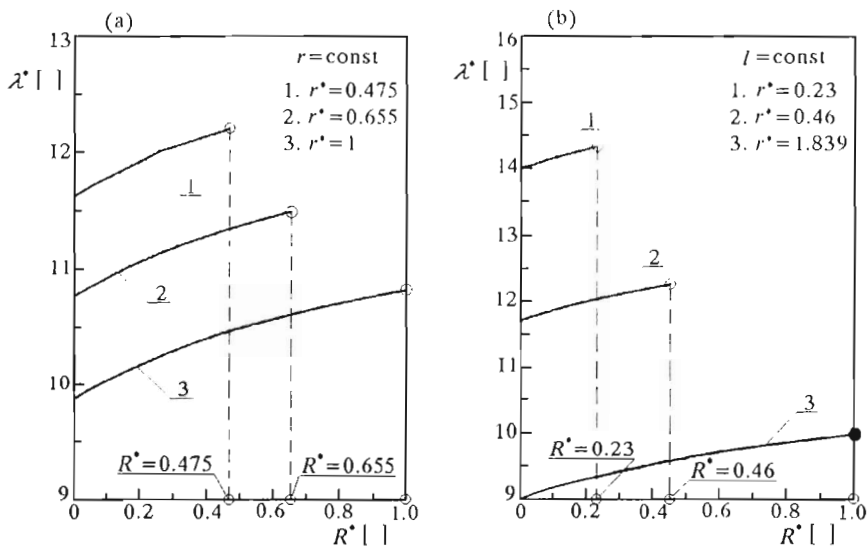 (a)
λ* [ ]
13
12
11
10
9
r=const
1. r*=0.475
2. r*=0.655
3. r*=1
1
2
3
R*=0.475
R*=0.655
0 0.2 0.4 0.6 0.8 1.0
R* [ ]
(b)
λ* [ ]
16
15
14
13
12
11
10
9
l=const
1. r*=0.23
2. r*=0.46
3. r*=1.839
1
2
3
R*=0.23
R*=0.46
0 0.2 0.4 0.6 0.8 1.0
R* [ ]